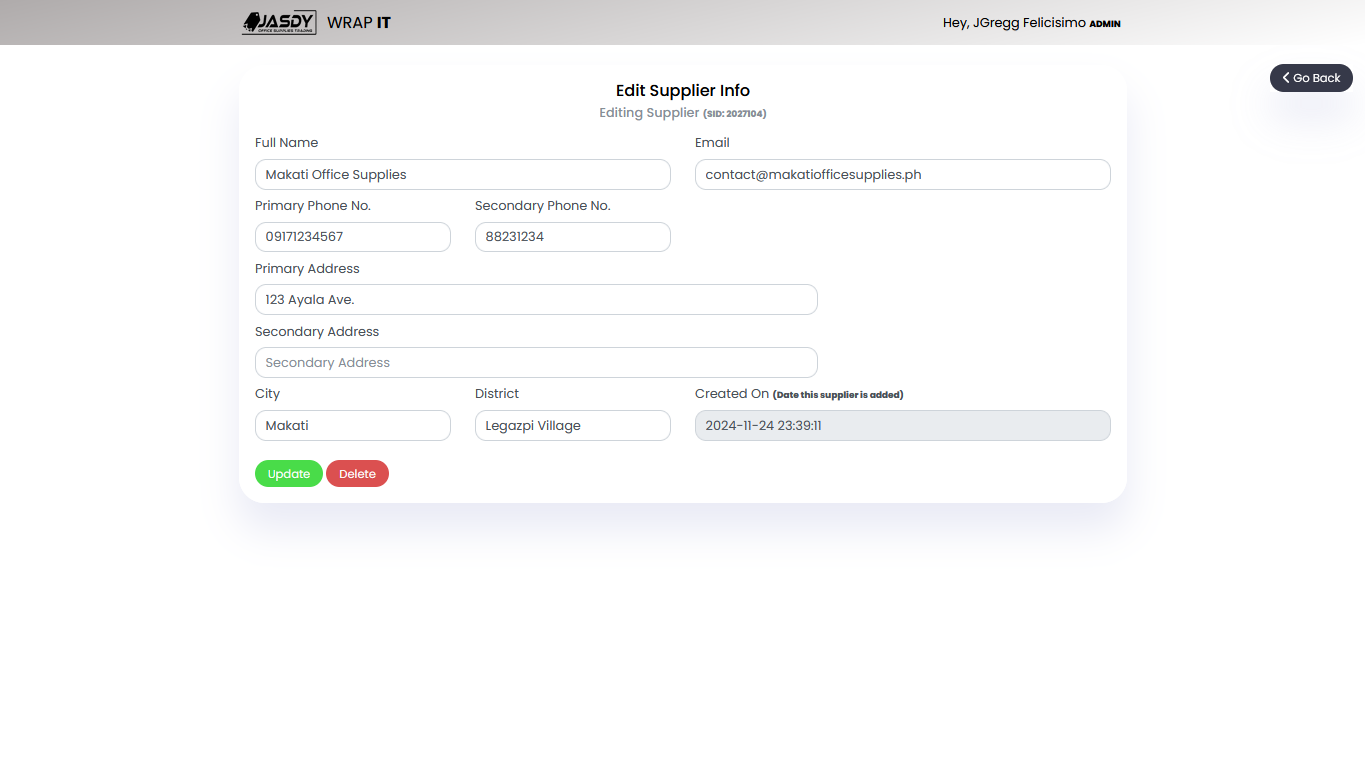 JASDY
OFFICE SUPPLIES TRADING
WRAP IT
Hey, JGregg Felicisimo ADMIN
Go Back
Edit Supplier Info
Editing Supplier (SID: 2027104)
Full Name
Email
Makati Office Supplies
contact@makatiofficesupplies.ph
Primary Phone No.
Secondary Phone No.
09171234567
88231234
Primary Address
123 Ayala Ave.
Secondary Address
Secondary Address
City
District
Created On (Date this supplier is added)
Makati
Legazpi Village
2024-11-24 23:39:11
Update
Delete